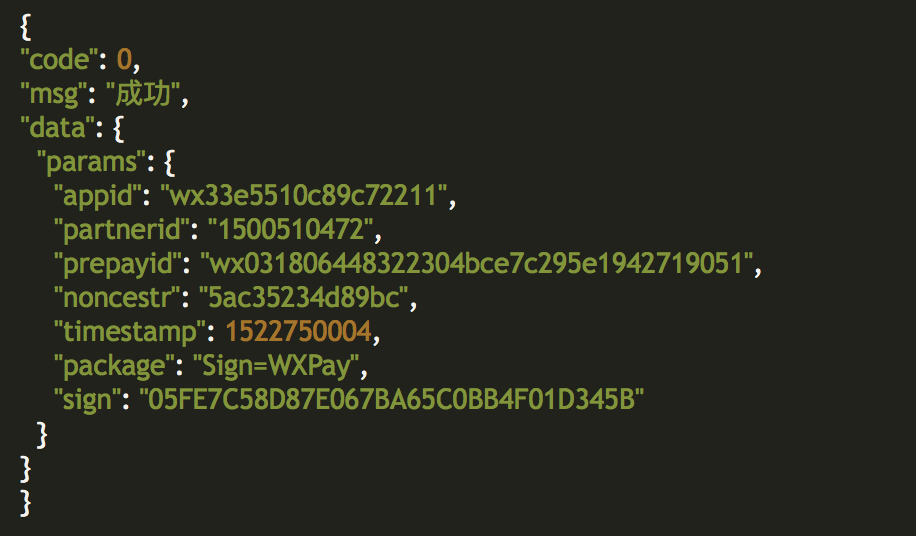 {
"code": 0,
"msg": "成功",
"data": {
"params": {
"appid": "wx33e5510c89c72211",
"partnerid": "1500510472",
"prepayid": "wx031806448322304bce7c295e1942719051",
"noncestr": "5ac35234d89bc",
"timestamp": 1522750004,
"package": "Sign=WXPay",
"sign": "05FE7C58D87E067BA65C0BB4F01D345B"
}
}
}